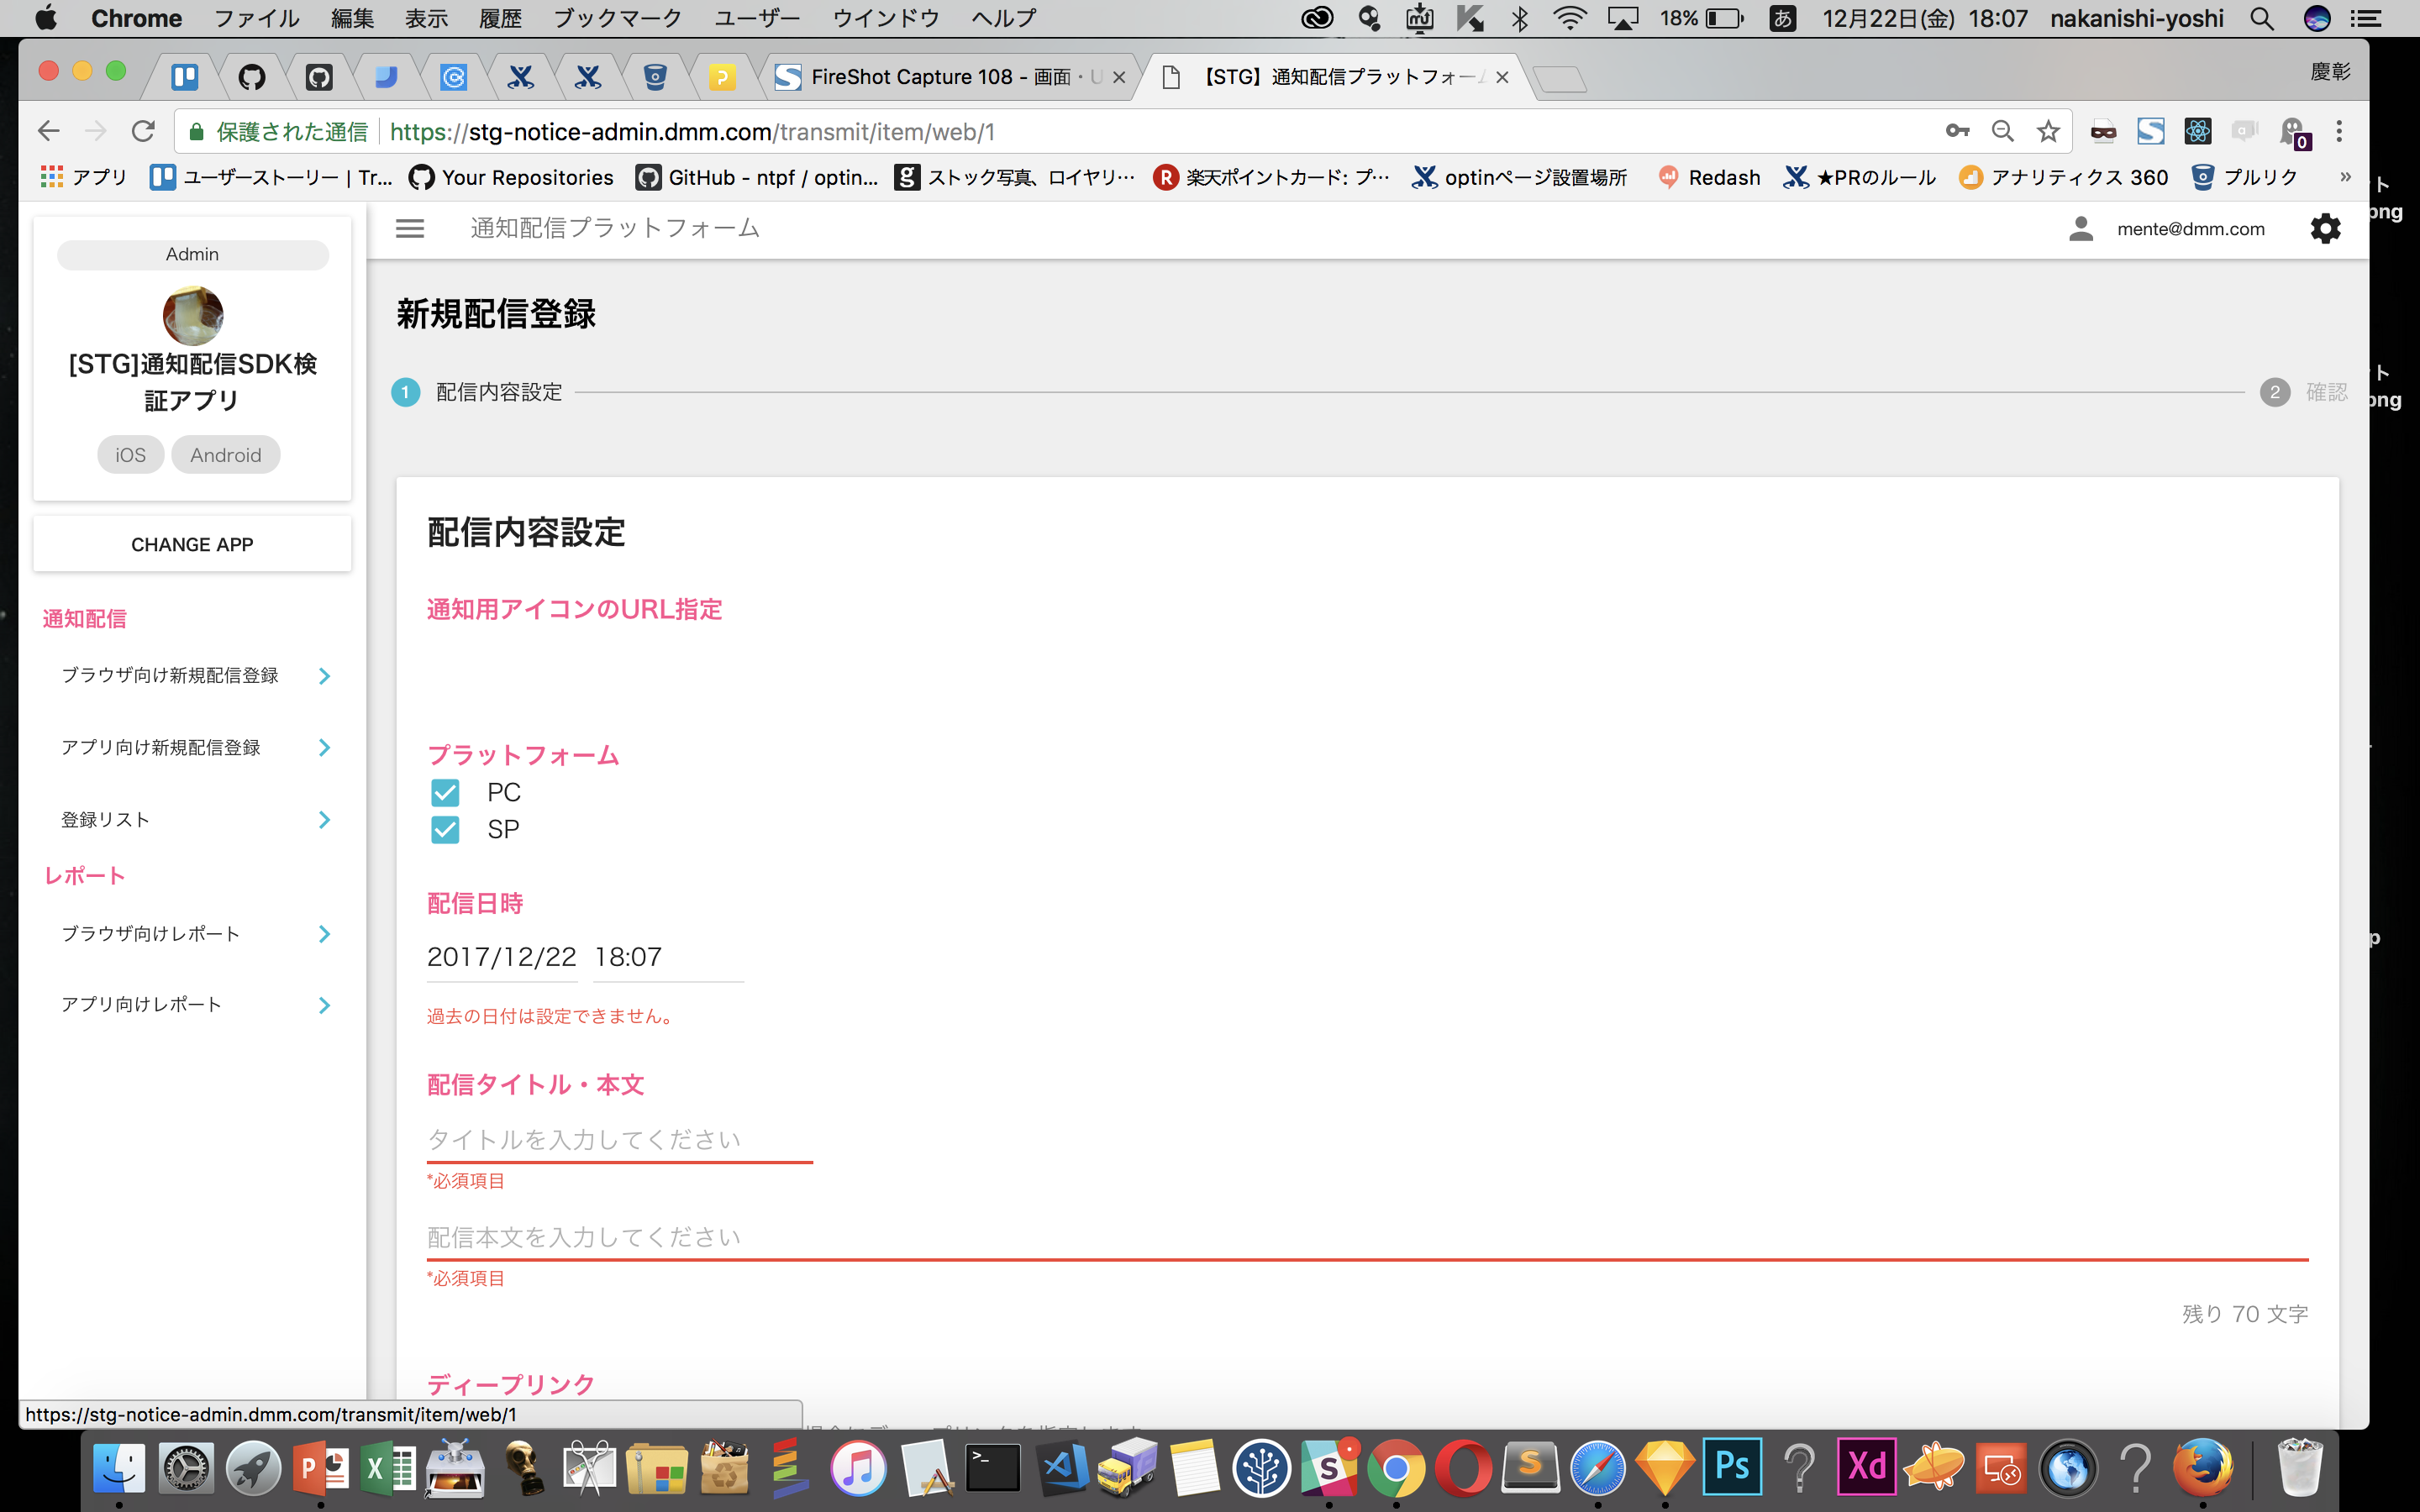 Chrome ファイル 編集 表示 履歴 ブックマーク ユーザー ウインドウ ヘルプ 18% あ 12月22日(金) 18:07 nakanishi-yoshi
FireShot Capture 108 - 画面・U 【STG】通知配信プラットフォーム 慶彰
保護された通信 https://stg-notice-admin.dmm.com/transmit/item/web/1
アプリ ユーザーストーリー | Tr... Your Repositories GitHub - ntpf / optin... ストック写真、ロイヤリ… 楽天ポイントカード: プ… optinページ設置場所 Redash ★PRのルール アナリティクス 360 プルリク »
Admin
[STG]通知配信SDK検
証アプリ
iOS Android
CHANGE APP
通知配信
ブラウザ向け新規配信登録
アプリ向け新規配信登録
登録リスト
レポート
ブラウザ向けレポート
アプリ向けレポート
通知配信プラットフォーム mente@dmm.com
新規配信登録
1 配信内容設定 2 確認
配信内容設定
通知用アイコンのURL指定
プラットフォーム
PC
SP
配信日時
2017/12/22 18:07
過去の日付は設定できません。
配信タイトル・本文
タイトルを入力してください
*必須項目
配信本文を入力してください
*必須項目
残り 70 文字
ディープリンク
https://stg-notice-admin.dmm.com/transmit/item/web/1
ト
png
ト
png
p
Ps Xd